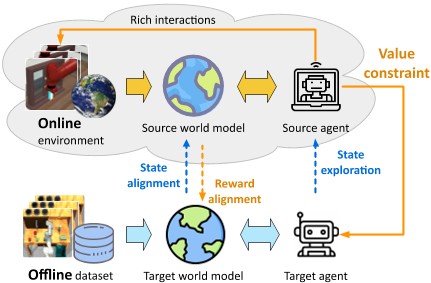 Rich interactions
Value
constraint
Online
environment
Source world model
Source agent
State
alignment
Reward
alignment
State
exploration
Offline dataset
Target world model
Target agent